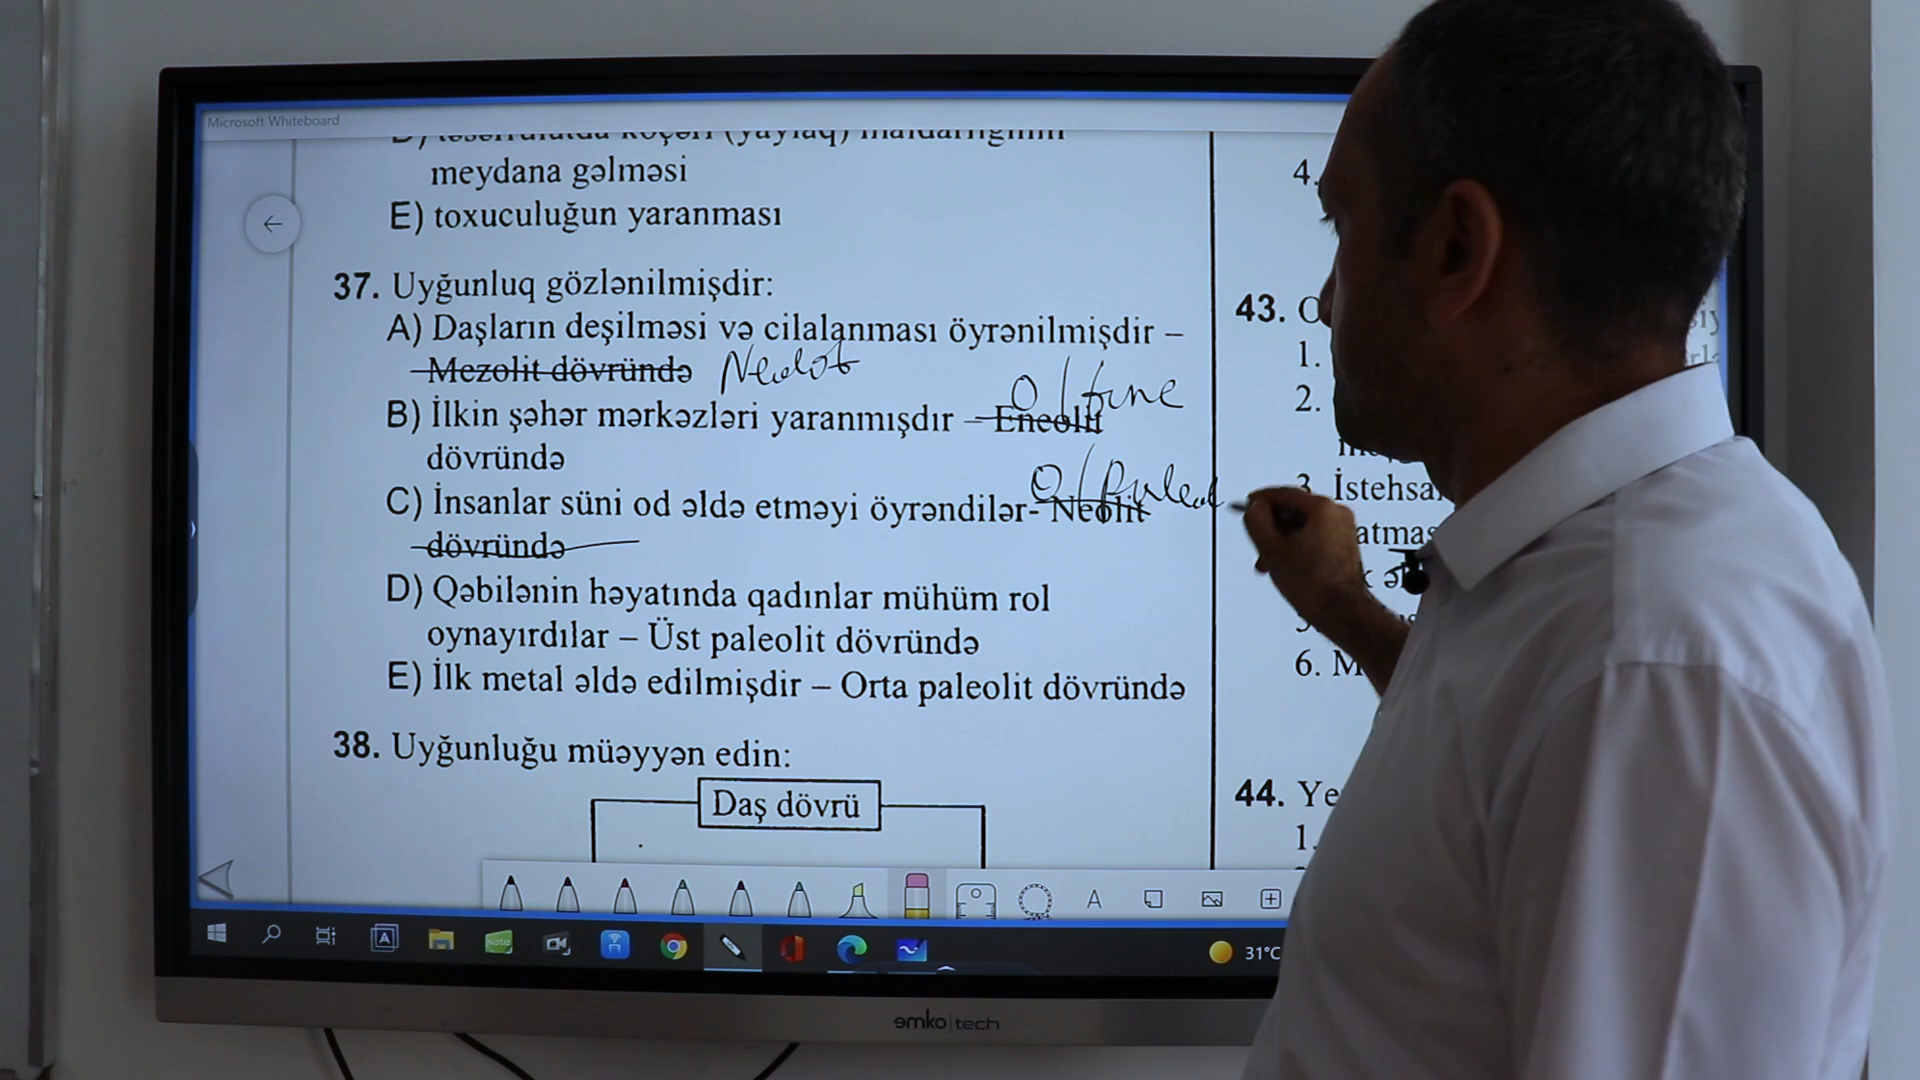 Microsoft Whiteboard
meydana gəlməsi
E) toxuculuğun yaranması
37. Uyğunluq gözlənilmişdir:
A) Daşların deşilməsi və cilalanması öyrənilmişdir –
Mezolit dövründə
B) İlkin şəhər mərkəzləri yaranmışdır – Eneolit
dövründə
C) İnsanlar süni od əldə etməyi öyrəndilər- Neolit
dövründə
D) Qəbilənin həyatında qadınlar mühüm rol
oynayırdılar – Üst paleolit dövründə
E) İlk metal əldə edilmişdir – Orta paleolit dövründə
38. Uyğunluğu müəyyən edin:
Daş dövrü
4.
43.
1.
2.
3. İstehsa
atmas
6. M
44. Ye
1.
31°C
emko|tech